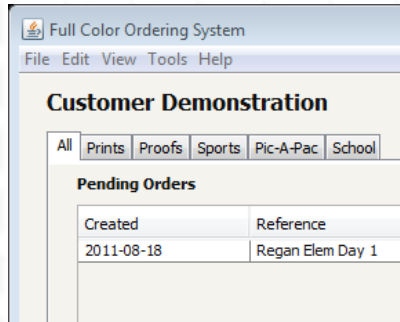 Full Color Ordering System
File Edit View Tools Help
Customer Demonstration
All Prints Proofs Sports Pic-A-Pac School
Pending Orders
Created Reference
2011-08-18 Regan Elem Day 1